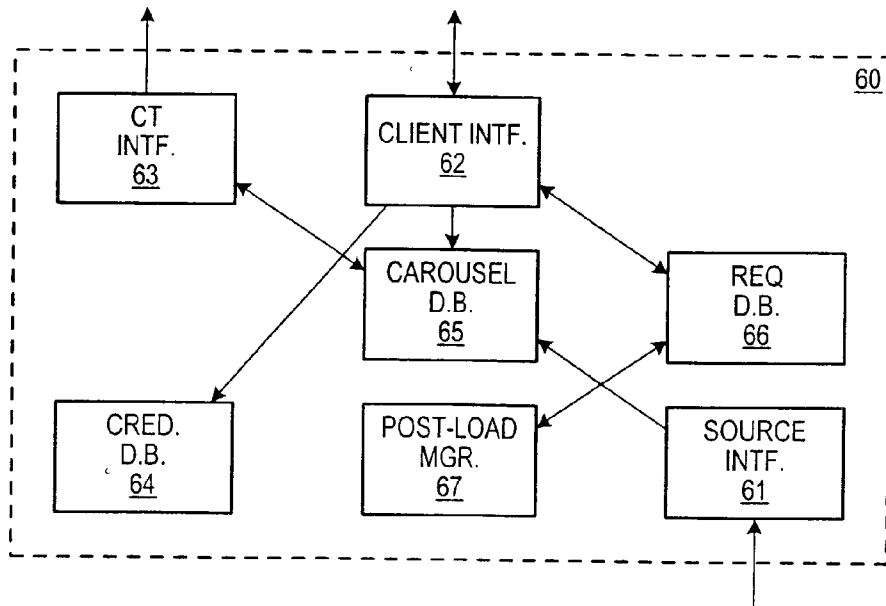 60
CT
INTF.
63
CLIENT INTF.
62
CAROUSEL
D.B.
65
REQ
D.B.
66
CRED.
D.B.
64
POST-LOAD
MGR.
67
SOURCE
INTF.
61